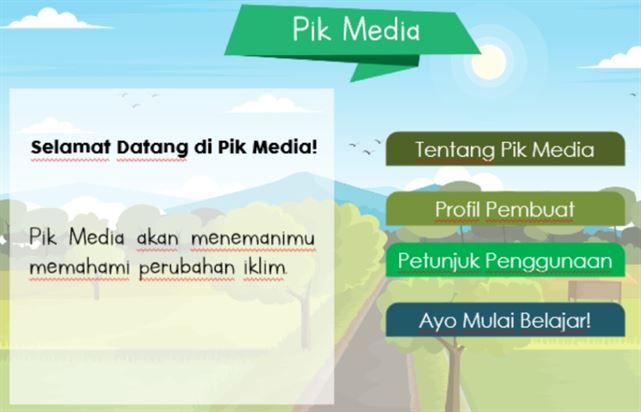 Pik Media
Selamat Datang di Pik Media!
Pik Media akan menemanimu
memahami perubahan iklim.
Tentang Pik Media
Profil Pembuat
Petunjuk Penggunaan
Ayo Mulai Belajar!